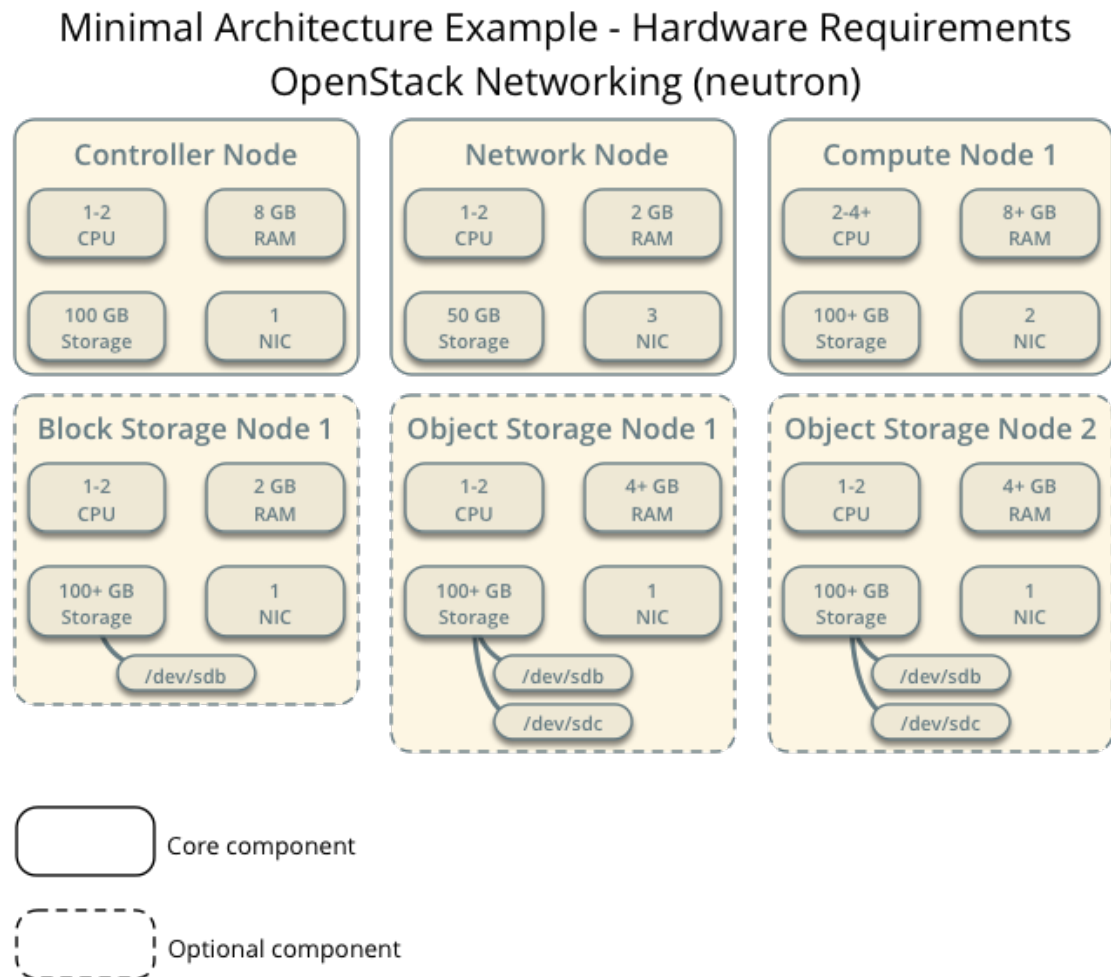 Minimal Architecture Example - Hardware Requirements
OpenStack Networking (neutron)
Controller Node
1-2
CPU
8 GB
RAM
100 GB
Storage
1
NIC
Network Node
1-2
CPU
2 GB
RAM
50 GB
Storage
3
NIC
Compute Node 1
2-4+
CPU
8+ GB
RAM
100+ GB
Storage
2
NIC
Block Storage Node 1
1-2
CPU
2 GB
RAM
100+ GB
Storage
1
NIC
/dev/sdb
Object Storage Node 1
1-2
CPU
4+ GB
RAM
100+ GB
Storage
1
NIC
/dev/sdb
/dev/sdc
Object Storage Node 2
1-2
CPU
4+ GB
RAM
100+ GB
Storage
1
NIC
/dev/sdb
/dev/sdc
Core component
Optional component